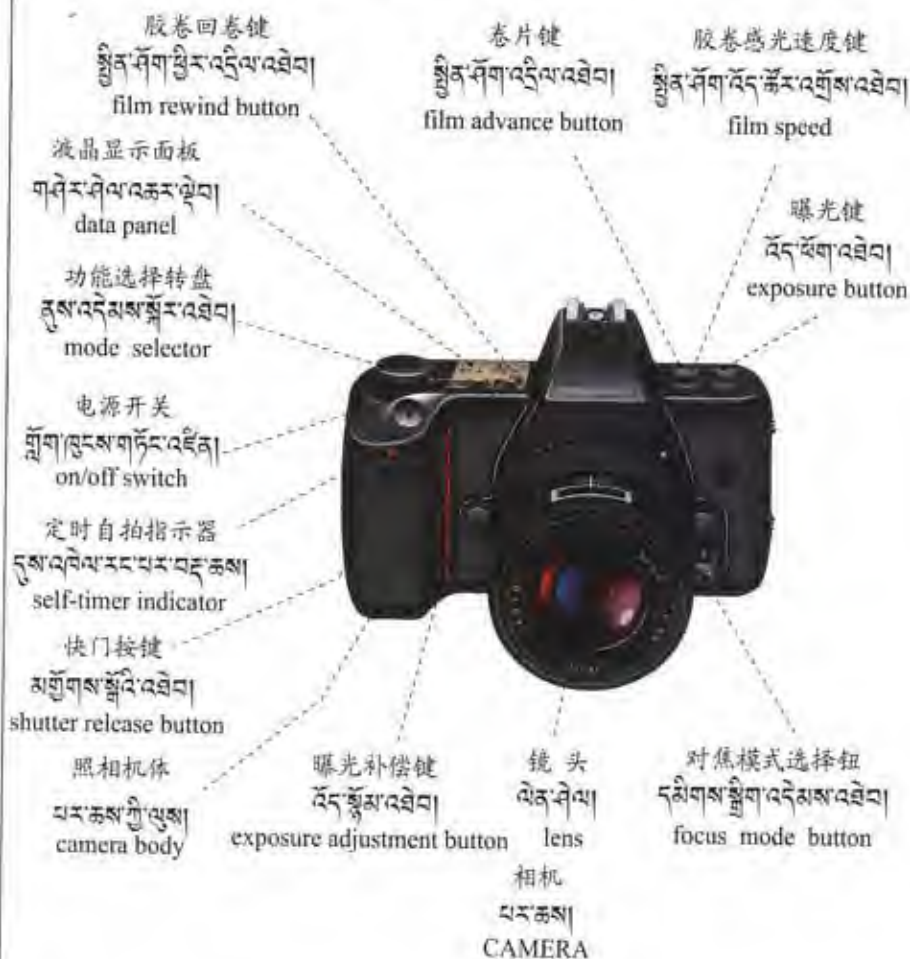 胶卷回卷键
སྤྱིན་ཤོག་ཕྱིར་འདྲིལ་འཐེབ།
film rewind button
卷片键
སྤྱིན་ཤོག་འདྲིལ་འཐེབ།
film advance button
胶卷感光速度键
སྤྱིན་ཤོག་འོད་ཚོར་འགྲོས་འཐེབ།
film speed
液晶显示面板
གཤེར་ཤེལ་འཆར་ལྡེབ།
data panel
曝光键
འོད་ཕོག་འཐེབ།
exposure button
功能选择转盘
ནུས་འདེམས་སྐོར་འཐེབ།
mode selector
电源开关
གློག་ཁུངས་གཏོང་འཛིན།
on/off switch
定时自拍指示器
དུས་འཁེལ་རང་པར་བརྡ་ཆས།
self-timer indicator
快门按键
མགྱོགས་སྒོའི་འཐེབ།
shutter release button
照相机体
པར་ཆས་ཀྱི་ལུས།
camera body
曝光补偿键
འོད་སྙོམ་འཐེབ།
exposure adjustment button
镜头
ལེན་ཤེལ།
lens
对焦模式选择钮
དམིགས་སྒྲིག་འདེམས་འཐེབ།
focus mode button
相机
པར་ཆས།
CAMERA